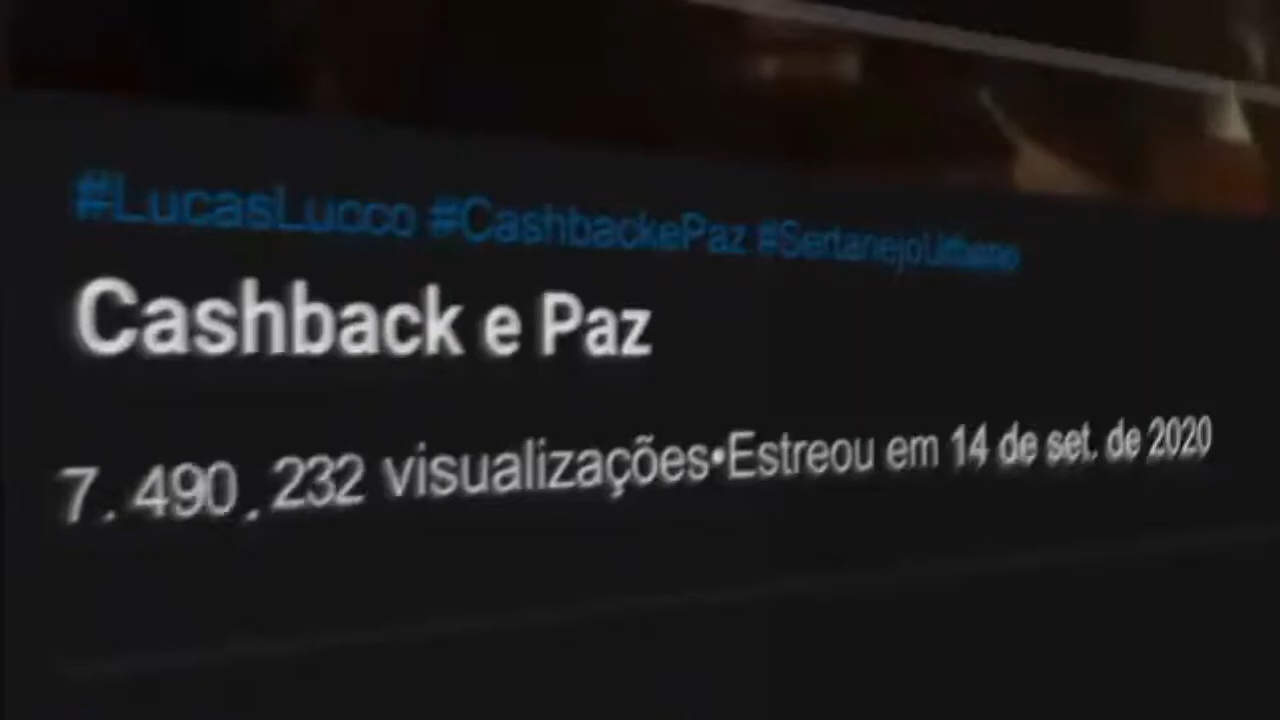 #LucasLucco #CashbackePaz #SertanejoUrbano
Cashback e Paz
7.490.232 visualizações•Estreou em 14 de set. de 2020